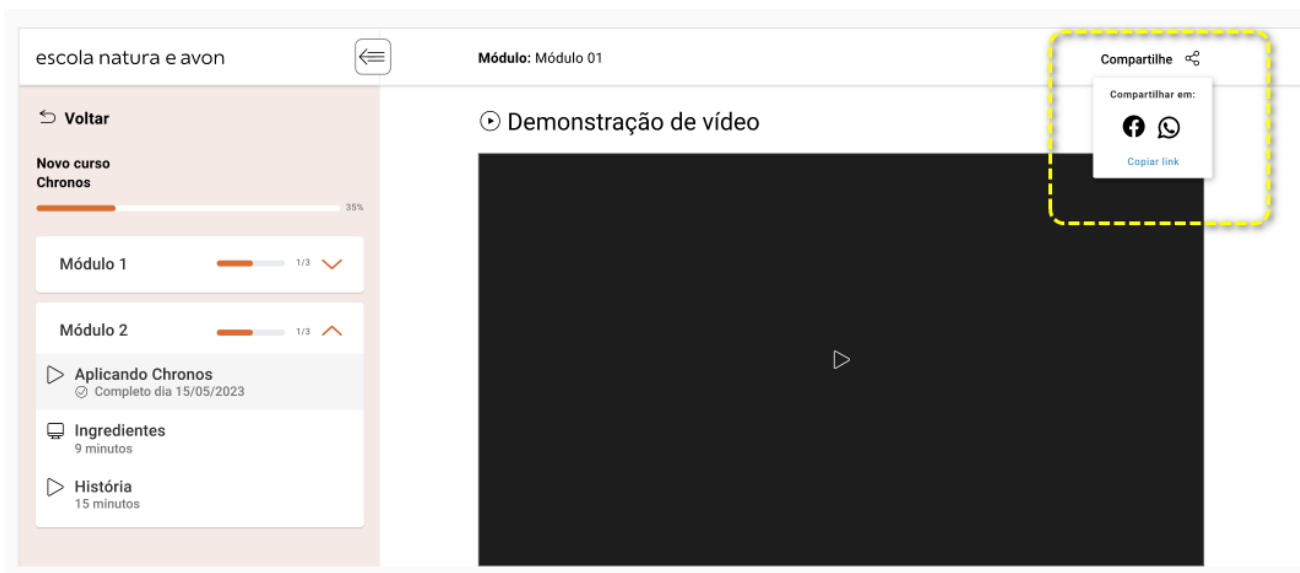 escola natura e avon
Módulo: Módulo 01
Compartilhe
Compartilhar em:
Copiar link
Voltar
Novo curso
Chronos
35%
Módulo 1 1/3
Módulo 2 1/3
Aplicando Chronos
Completo dia 15/05/2023
Ingredientes
9 minutos
História
15 minutos
Demonstração de vídeo